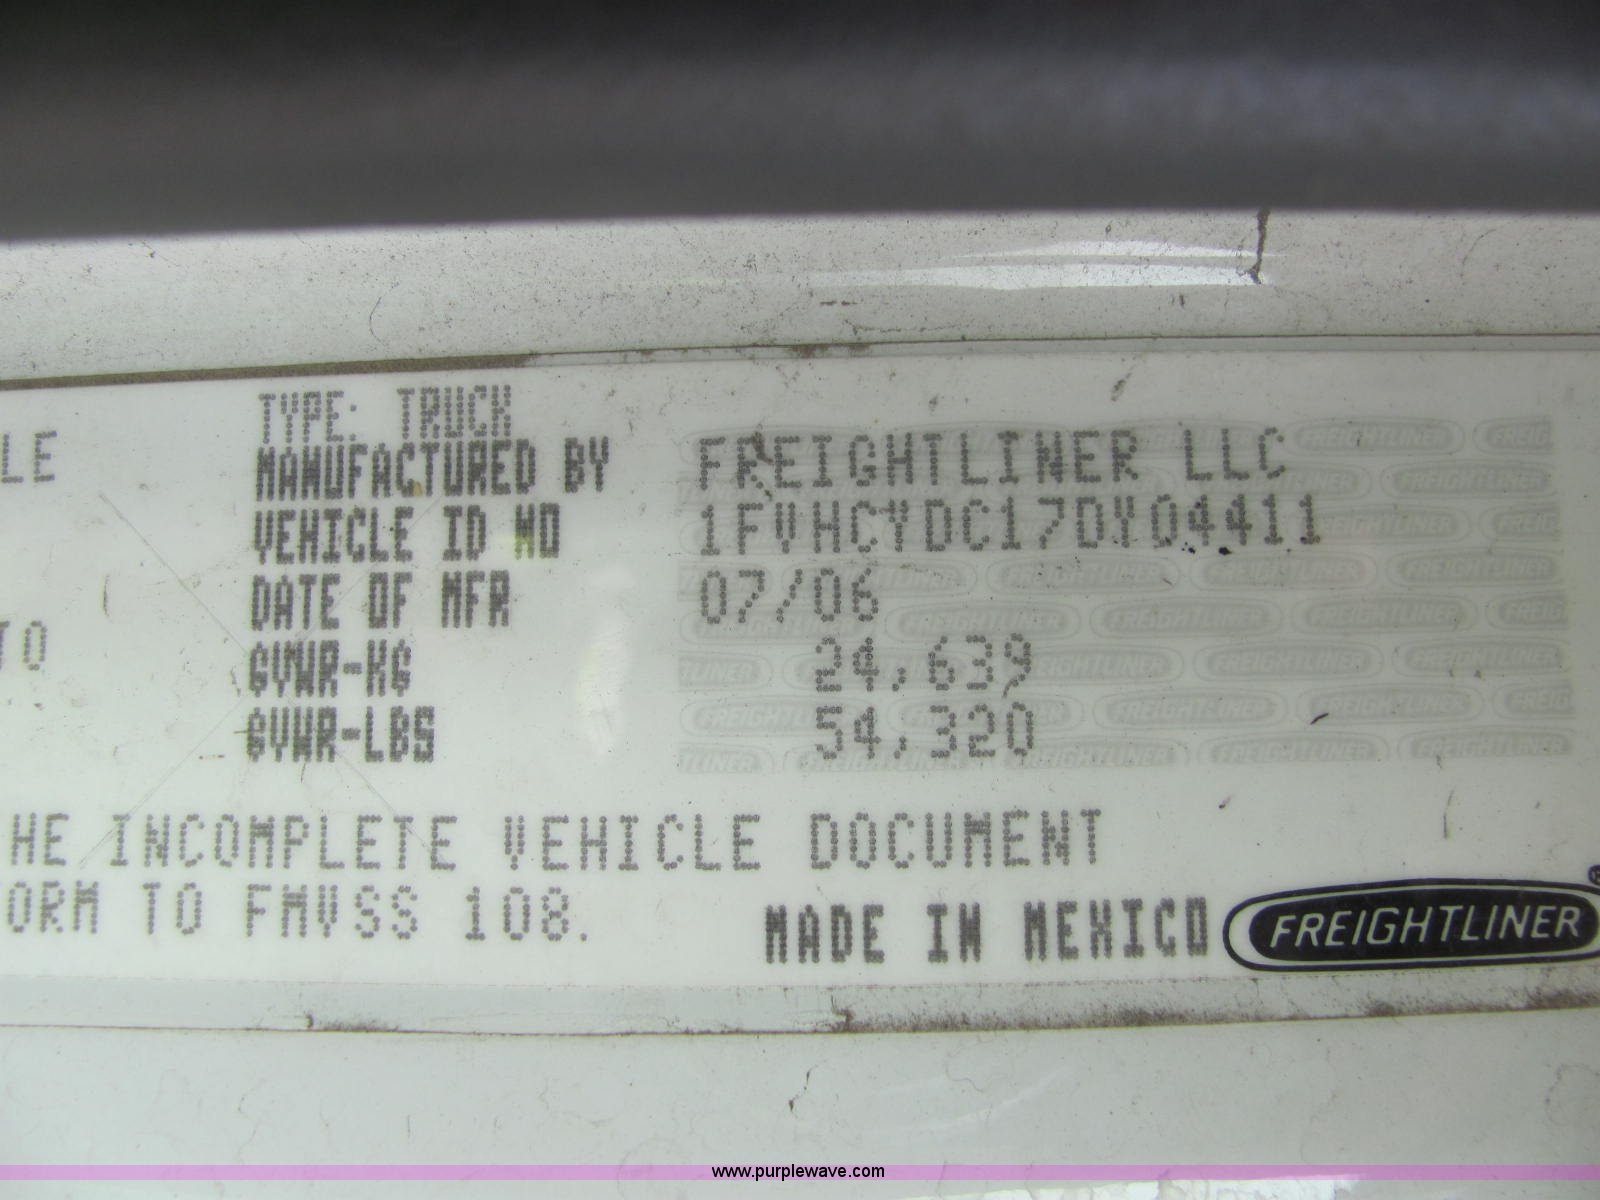 TYPE: TRUCK
LE MANUFACTURED BY FREIGHTLINER LLC
VEHICLE ID NO 1FVHCYDC17DY04411
DATE OF MFR 07/06
TO GVWR-KG 24,639
GVWR-LBS 54,320
HE INCOMPLETE VEHICLE DOCUMENT
ORM TO FMVSS 108.
MADE IN MEXICO FREIGHTLINER
www.purplewave.com